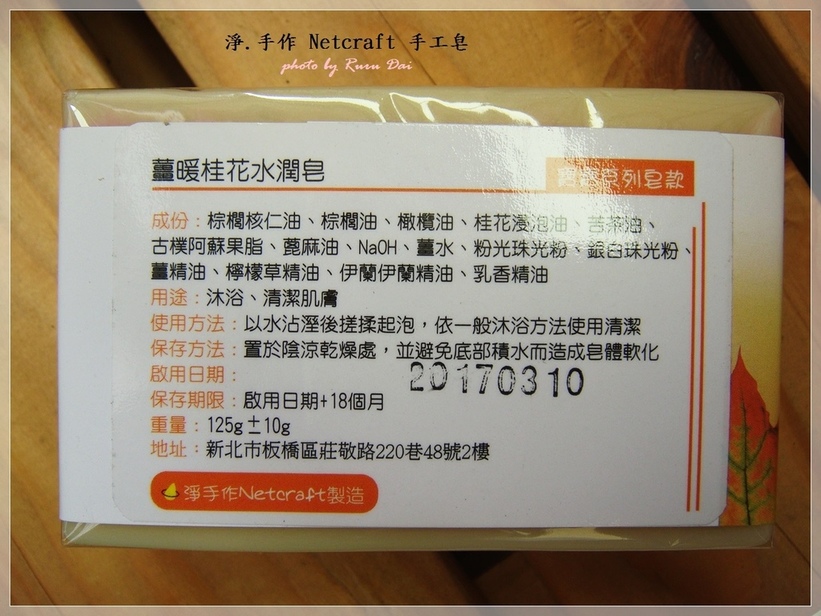 淨.手作 Netcraft 手工皂
photo by Ruru Dai
薑暖桂花水潤皂
系列皂款
成份：棕櫚核仁油、棕櫚油、橄欖油、桂花浸泡油、苦茶油、
古樸阿蘇果脂、蓖麻油、NaOH、薑水、粉光珠光粉、銀白珠光粉、
薑精油、檸檬草精油、伊蘭伊蘭精油、乳香精油
用途：沐浴、清潔肌膚
使用方法：以水沾溼後搓揉起泡，依一般沐浴方法使用清潔
保存方法：置於陰涼乾燥處，並避免底部積水而造成皂體軟化
啟用日期：
20170310
保存期限：啟用日期+18個月
重量：125g±10g
地址：新北市板橋區莊敬路220巷48號2樓
淨手作Netcraft製造